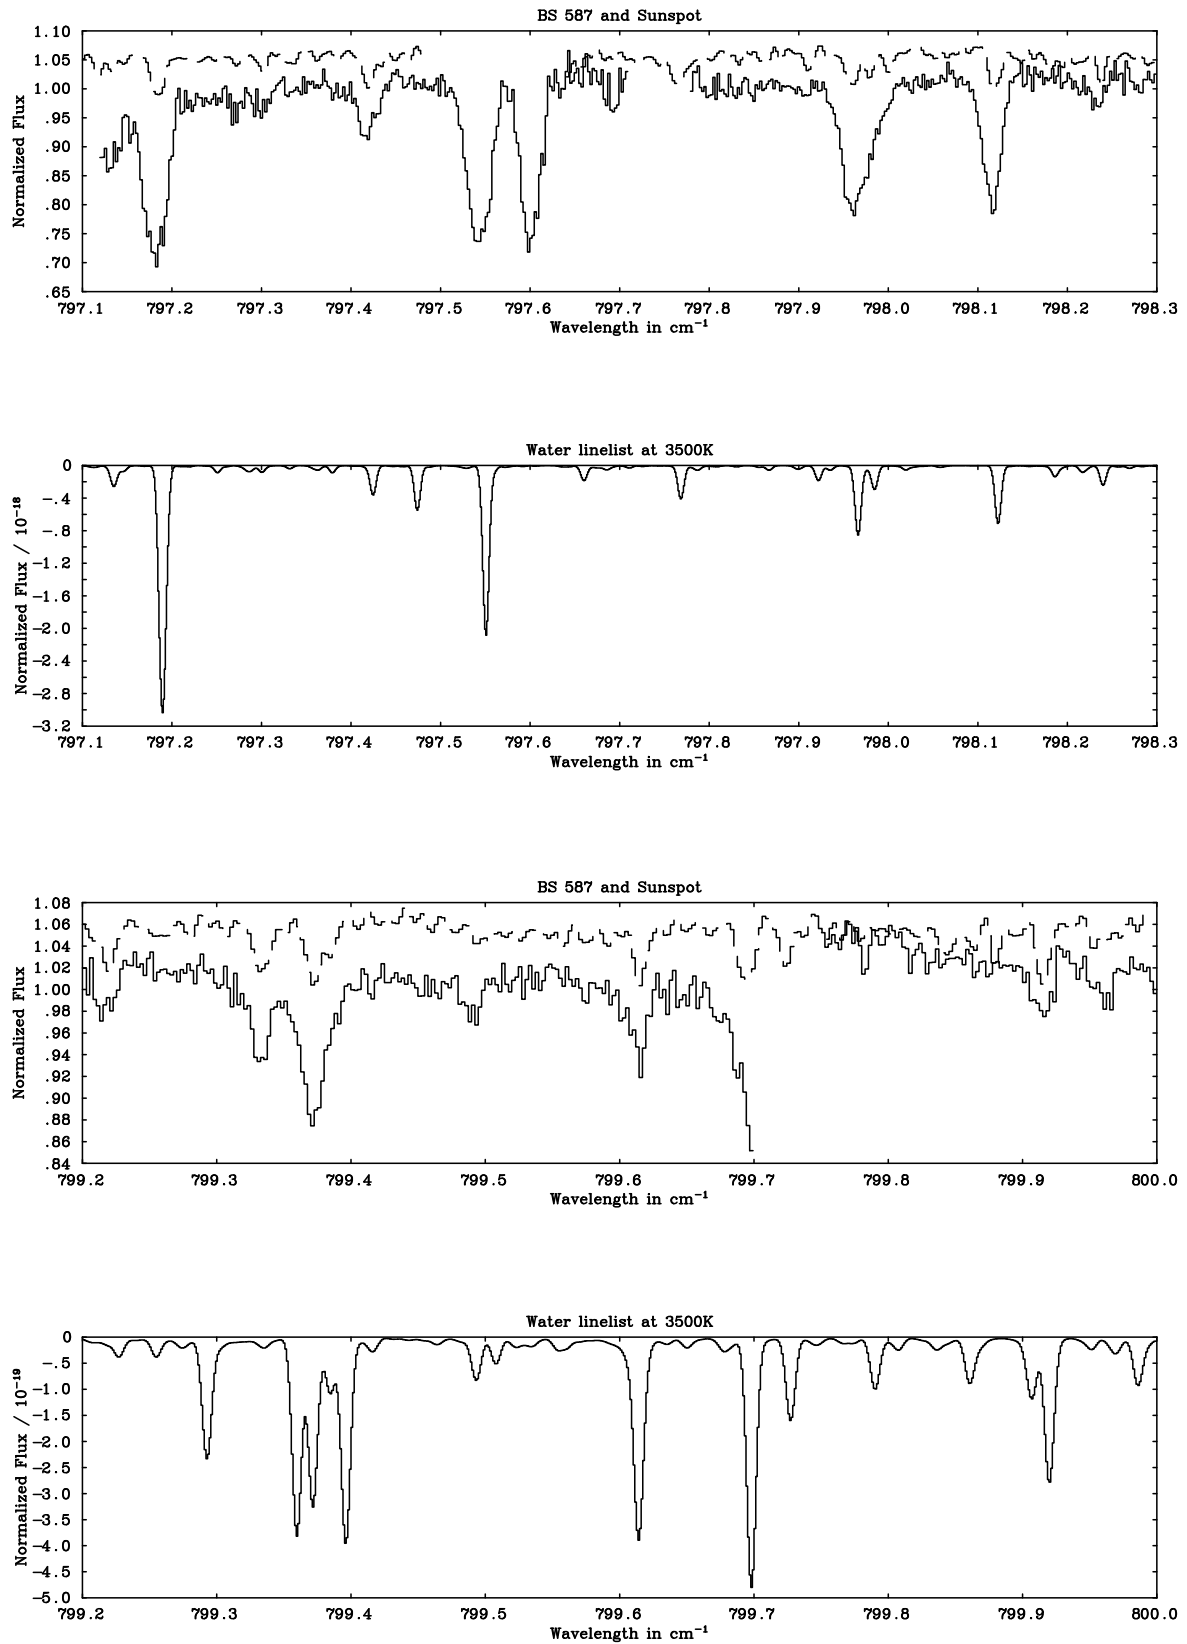 BS 587 and Sunspot
1.10
1.05
1.00
.95
.90
.85
.80
.75
.70
.65
Normalized Flux
797.1 797.2 797.3 797.4 797.5 797.6 797.7 797.8 797.9 798.0 798.1 798.2 798.3
Wavelength in cm⁻¹
Water linelist at 3500K
0
-.4
-.8
-1.2
-1.6
-2.0
-2.4
-2.8
-3.2
Normalized Flux / 10⁻¹⁸
797.1 797.2 797.3 797.4 797.5 797.6 797.7 797.8 797.9 798.0 798.1 798.2 798.3
Wavelength in cm⁻¹
BS 587 and Sunspot
1.08
1.06
1.04
1.02
1.00
.98
.96
.94
.92
.90
.88
.86
.84
Normalized Flux
799.2 799.3 799.4 799.5 799.6 799.7 799.8 799.9 800.0
Wavelength in cm⁻¹
Water linelist at 3500K
0
-.5
-1.0
-1.5
-2.0
-2.5
-3.0
-3.5
-4.0
-4.5
-5.0
Normalized Flux / 10⁻¹⁹
799.2 799.3 799.4 799.5 799.6 799.7 799.8 799.9 800.0
Wavelength in cm⁻¹